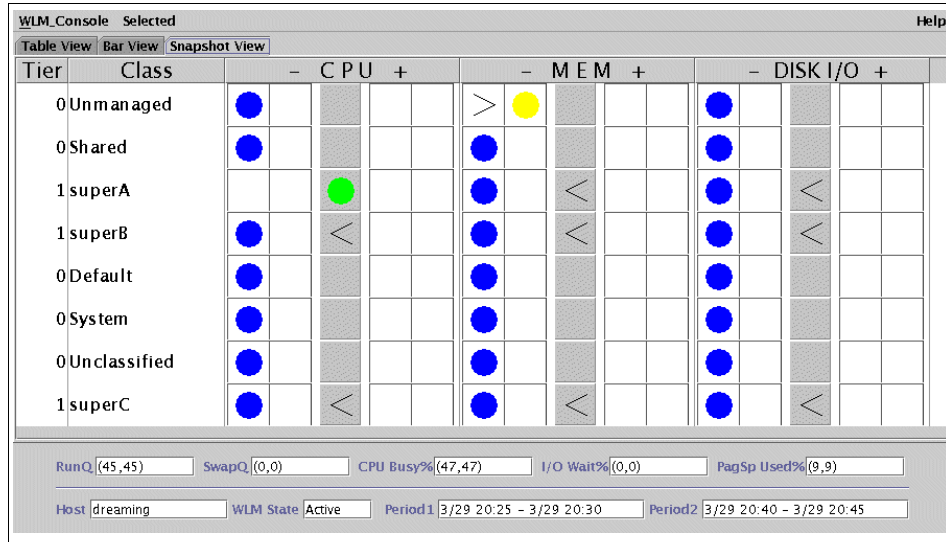 WLM_Console Selected Help
Table View Bar View Snapshot View
Tier Class - C P U + - M E M + - DISK I/O +
0 Unmanaged >
0 Shared
1 superA < <
1 superB < < <
0 Default
0 System
0 Unclassified
1 superC < < <
RunQ (45,45) SwapQ (0,0) CPU Busy% (47,47) I/O Wait% (0,0) PagSp Used% (9,9)
Host dreaming WLM State Active Period1 3/29 20:25 - 3/29 20:30 Period2 3/29 20:40 - 3/29 20:45